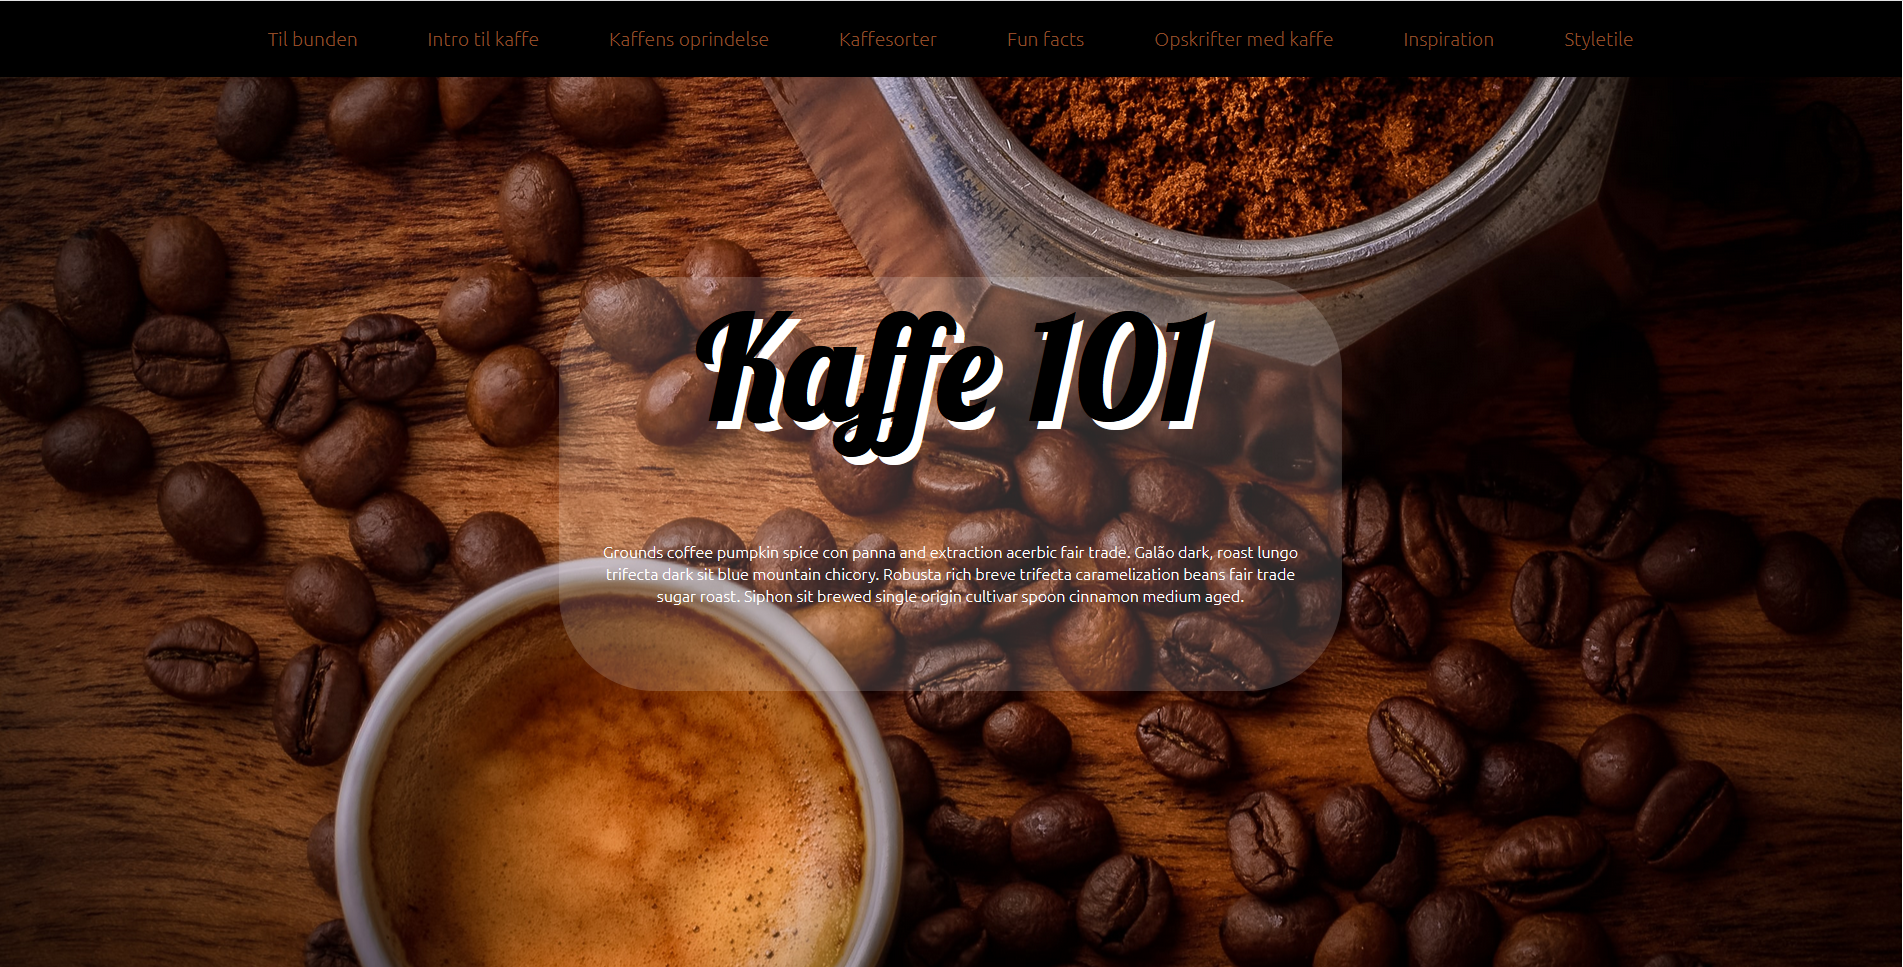 Til bunden Intro til kaffe Kaffens oprindelse Kaffesorter Fun facts Opskrifter med kaffe Inspiration Styletile
Kaffe 101
Grounds coffee pumpkin spice con panna and extraction acerbic fair trade. Galão dark, roast lungo
trifecta dark sit blue mountain chicory. Robusta rich breve trifecta caramelization beans fair trade
sugar roast. Siphon sit brewed single origin cultivar spoon cinnamon medium aged.